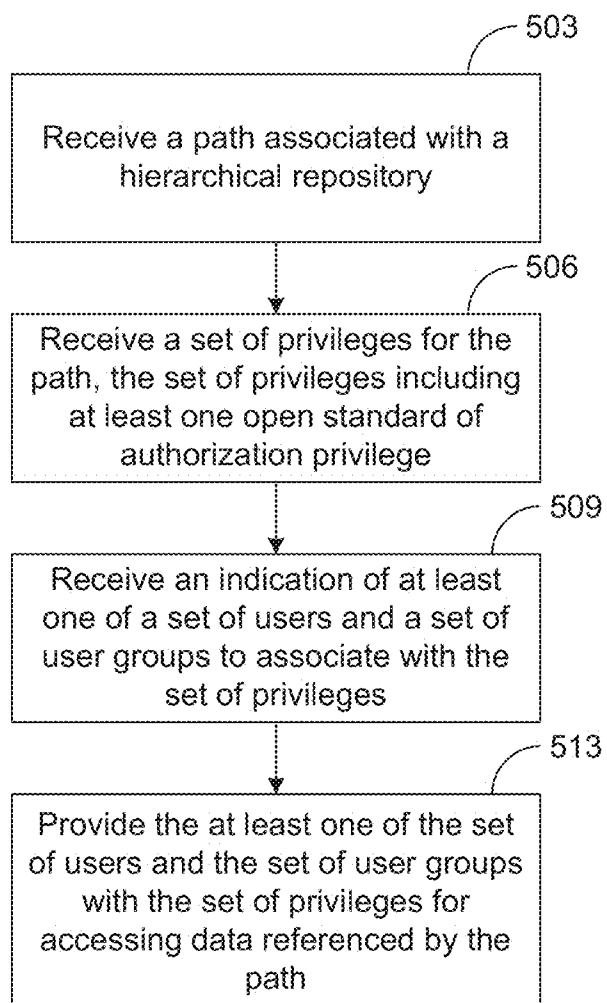 503
Receive a path associated with a
hierarchical repository
506
Receive a set of privileges for the
path, the set of privileges including
at least one open standard of
authorization privilege
509
Receive an indication of at least
one of a set of users and a set of
user groups to associate with the
set of privileges
513
Provide the at least one of the set
of users and the set of user groups
with the set of privileges for
accessing data referenced by the
path